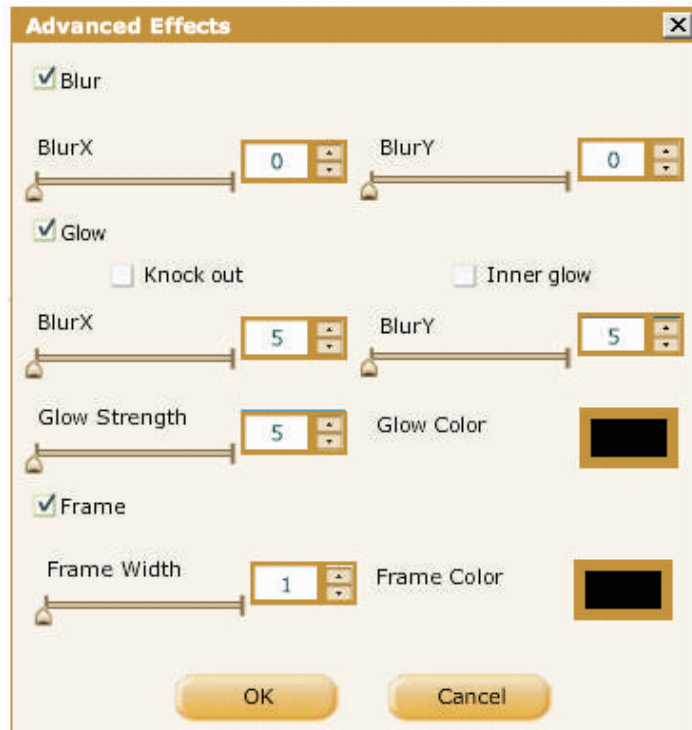 Advanced Effects
Blur
BlurX 0 BlurY 0
Glow
Knock out Inner glow
BlurX 5 BlurY 5
Glow Strength 5 Glow Color
Frame
Frame Width 1 Frame Color
OK Cancel